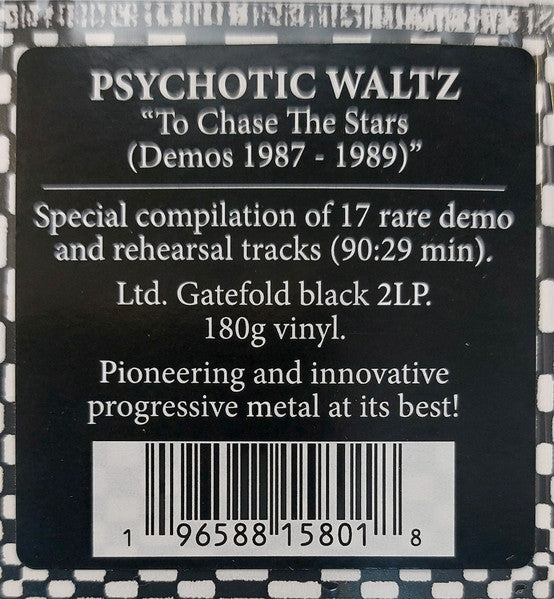 PSYCHOTIC WALTZ
“To Chase The Stars
(Demos 1987 - 1989)”
Special compilation of 17 rare demo
and rehearsal tracks (90:29 min).
Ltd. Gatefold black 2LP.
180g vinyl.
Pioneering and innovative
progressive metal at its best!
1 96588 15801 8